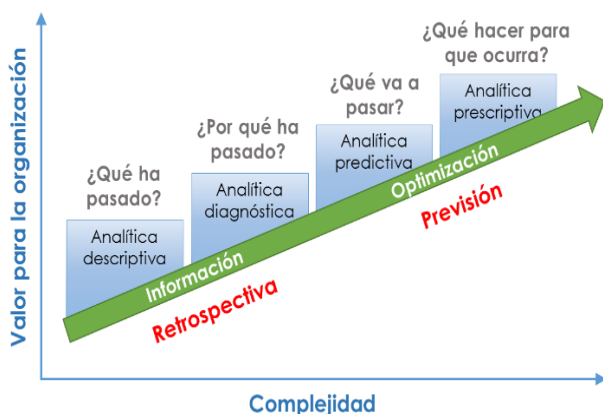 Valor para la organización
¿Qué ha
pasado?
Analítica
descriptiva
¿Por qué ha
pasado?
Analítica
diagnóstica
¿Qué va a
pasar?
Analítica
predictiva
¿Qué hacer para
que ocurra?
Analítica
prescriptiva
Información
Optimización
Retrospectiva
Previsión
Complejidad